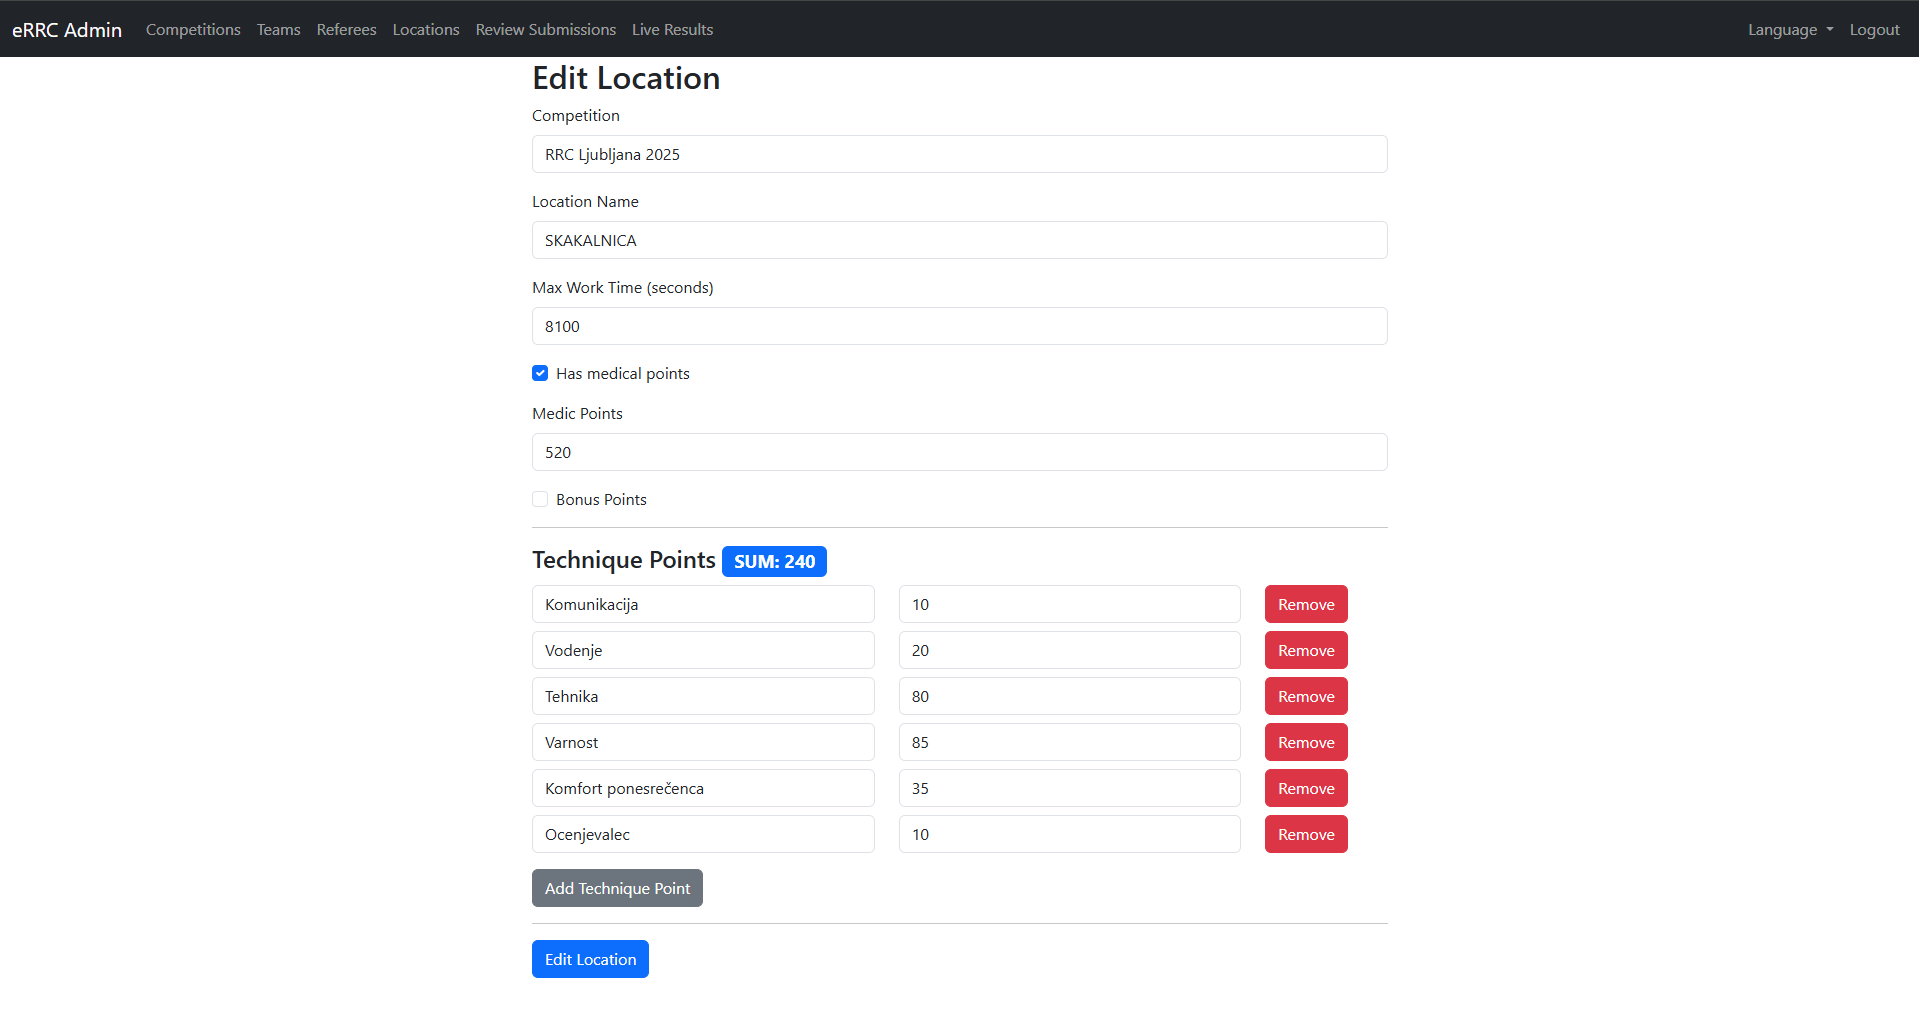 eRRC Admin Competitions Teams Referees Locations Review Submissions Live Results Language Logout
Edit Location
Competition
RRC Ljubljana 2025
Location Name
SKAKALNICA
Max Work Time (seconds)
8100
Has medical points
Medic Points
520
Bonus Points
Technique Points SUM: 240
Komunikacija 10 Remove
Vodenje 20 Remove
Tehnika 80 Remove
Varnost 85 Remove
Komfort ponesrečenca 35 Remove
Ocenjevalec 10 Remove
Add Technique Point
Edit Location